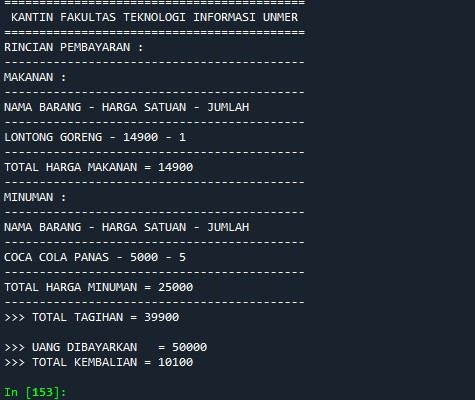 ===========================================
 KANTIN FAKULTAS TEKNOLOGI INFORMASI UNMER
===========================================
RINCIAN PEMBAYARAN :
-------------------------------------------
MAKANAN :
-------------------------------------------
NAMA BARANG - HARGA SATUAN - JUMLAH
-------------------------------------------
LONTONG GORENG - 14900 - 1
-------------------------------------------
TOTAL HARGA MAKANAN = 14900
-------------------------------------------
MINUMAN :
-------------------------------------------
NAMA BARANG - HARGA SATUAN - JUMLAH
-------------------------------------------
COCA COLA PANAS - 5000 - 5
-------------------------------------------
TOTAL HARGA MINUMAN = 25000
-------------------------------------------
>>> TOTAL TAGIHAN = 39900

>>> UANG DIBAYARKAN   = 50000
>>> TOTAL KEMBALIAN = 10100

In [153]: